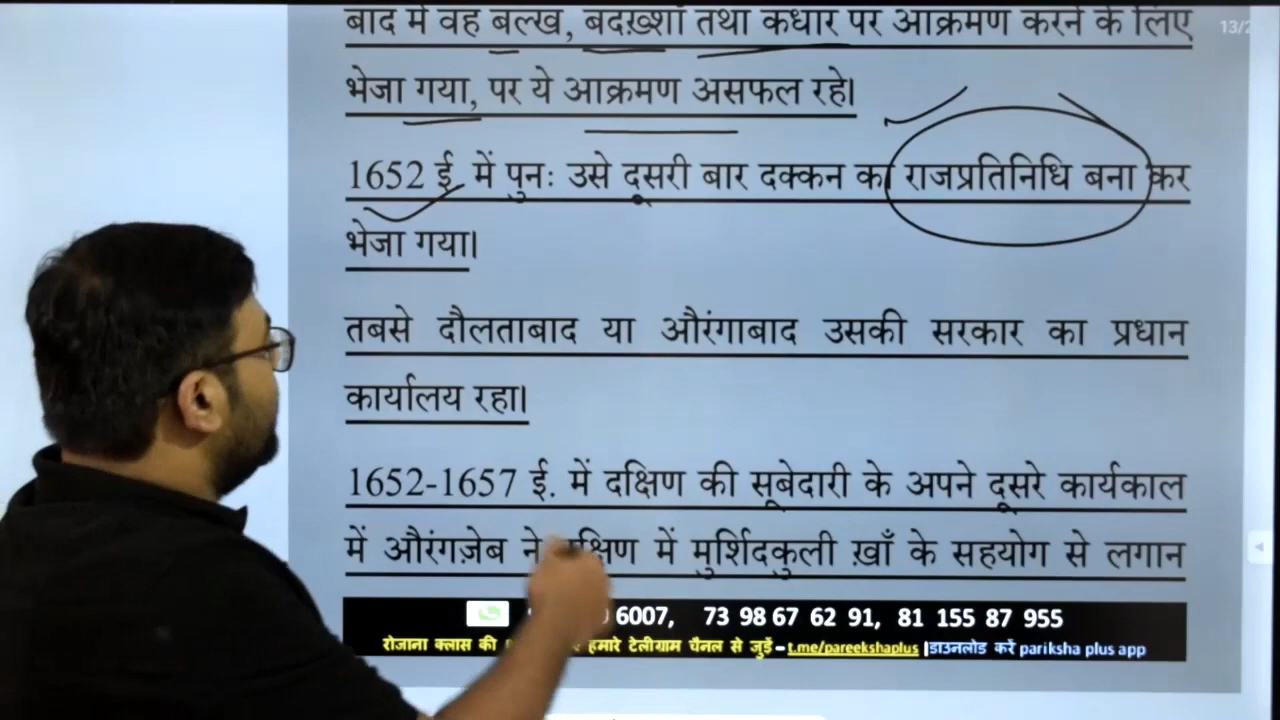 बाद में वह बल्ख, बदख़्शाँ तथा कंधार पर आक्रमण करने के लिए
13/2
भेजा गया, पर ये आक्रमण असफल रहे।
1652 ई. में पुनः उसे दूसरी बार दक्कन का राजप्रतिनिधि बना कर
भेजा गया।
तबसे दौलताबाद या औरंगाबाद उसकी सरकार का प्रधान
कार्यालय रहा।
1652-1657 ई. में दक्षिण की सूबेदारी के अपने दूसरे कार्यकाल
में औरंगज़ेब ने दक्षिण में मुर्शिदकुली ख़ाँ के सहयोग से लगान
6007, 73 98 67 62 91, 81 155 87 955
रोजाना क्लास की हमारे टेलीग्राम चैनल से जुड़ें – t.me/pareekshaplus |डाउनलोड करें pariksha plus app